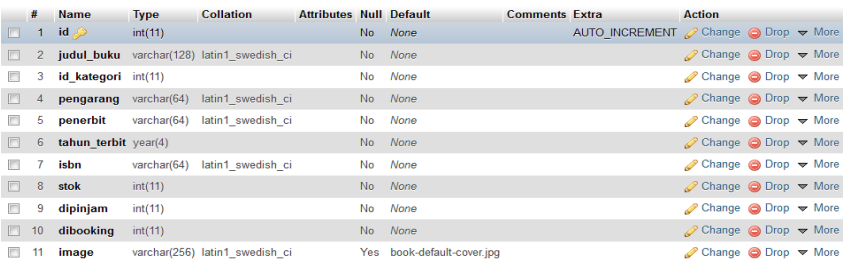 # Name Type Collation Attributes Null Default Comments Extra Action
1 id int(11) No None AUTO_INCREMENT Change Drop More
2 judul_buku varchar(128) latin1_swedish_ci No None Change Drop More
3 id_kategori int(11) No None Change Drop More
4 pengarang varchar(64) latin1_swedish_ci No None Change Drop More
5 penerbit varchar(64) latin1_swedish_ci No None Change Drop More
6 tahun_terbit year(4) No None Change Drop More
7 isbn varchar(64) latin1_swedish_ci No None Change Drop More
8 stok int(11) No None Change Drop More
9 dipinjam int(11) No None Change Drop More
10 dibooking int(11) No None Change Drop More
11 image varchar(256) latin1_swedish_ci Yes book-default-cover.jpg Change Drop More